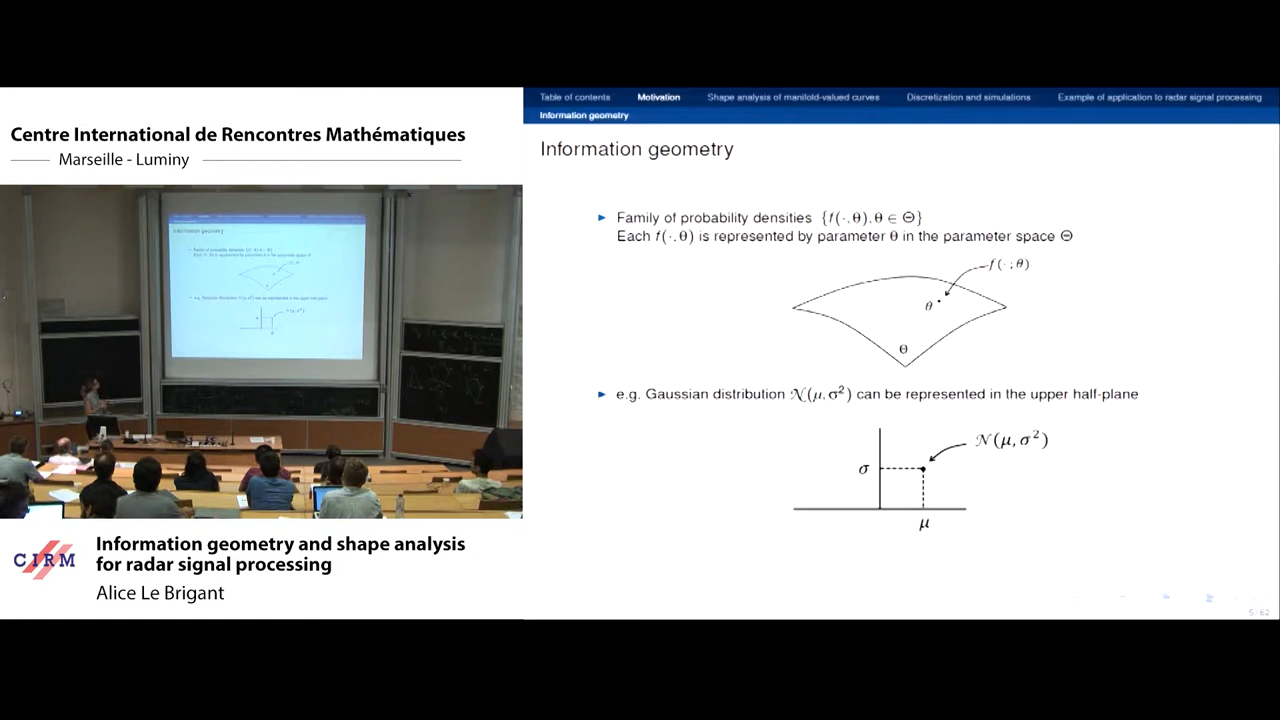 Centre International de Rencontres Mathématiques
Marseille - Luminy
Information geometry and shape analysis
for radar signal processing
Alice Le Brigant
CIRM
Table of contents Motivation Shape analysis of manifold-valued curves Discretization and simulations Example of application to radar signal processing
Information geometry
Information geometry
Family of probability densities {f(·, θ), θ ∈ Θ}
Each f(·, θ) is represented by parameter θ in the parameter space Θ
f(· ; θ)
θ
Θ
e.g. Gaussian distribution 𝒩(μ, σ²) can be represented in the upper half-plane
𝒩(μ, σ²)
σ
μ
5 / 62